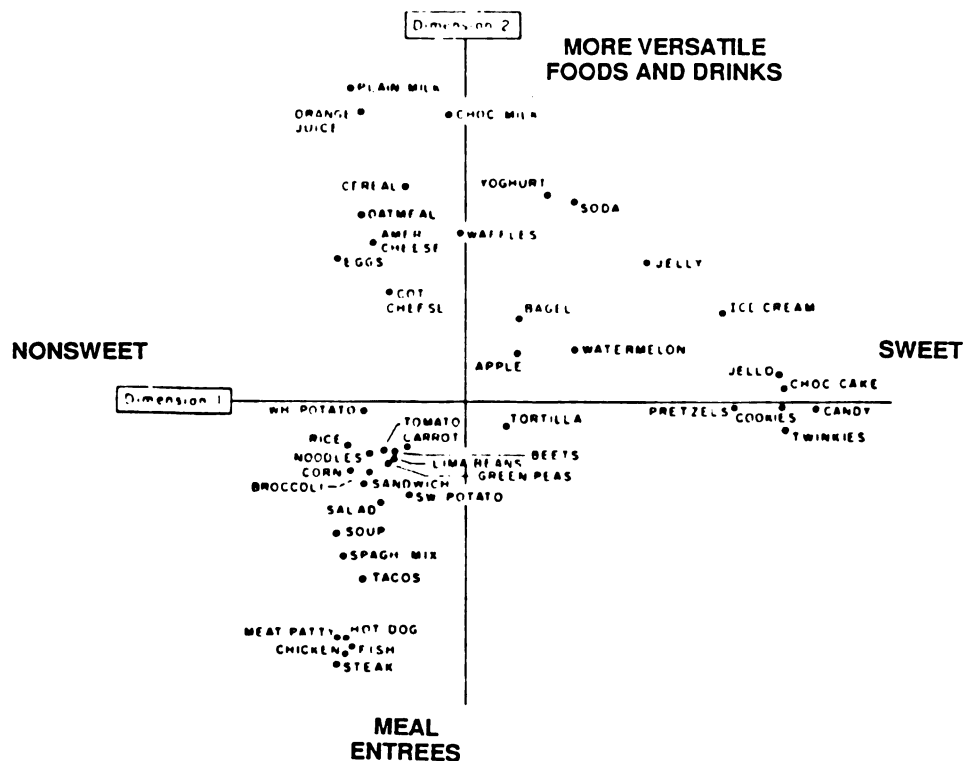 Dimension 2
MORE VERSATILE
FOODS AND DRINKS
PLAIN MILK
ORANGE
JUICE
CHOC MILK
CEREAL
YOGHURT
SODA
OATMEAL
AMER
CHEESE
WAFFLES
EGGS
JELLY
COT
CHEESE
BAGEL
ICE CREAM
NONSWEET
SWEET
APPLE
WATERMELON
JELLO
CHOC CAKE
Dimension 1
WH POTATO
TORTILLA
PRETZELS
COOKIES
CANDY
TWINKIES
TOMATO
CARROT
RICE
NOODLES
BEETS
LIMA BEANS
CORN
GREEN PEAS
BROCCOLI
SANDWICH
SW POTATO
SALAD
SOUP
SPAGH MIX
TACOS
MEAT PATTY
HOT DOG
CHICKEN
FISH
STEAK
MEAL
ENTREES